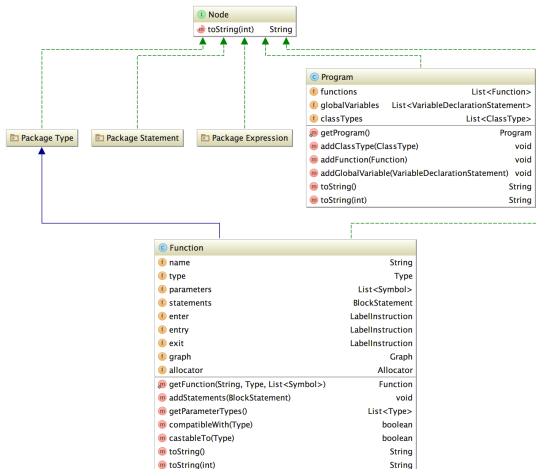 Node
toString(int) String
Program
functions List<Function>
globalVariables List<VariableDeclarationStatement>
classTypes List<ClassType>
getProgram() Program
addClassType(ClassType) void
addFunction(Function) void
addGlobalVariable(VariableDeclarationStatement) void
toString() String
toString(int) String
Package Type
Package Statement
Package Expression
Function
name String
type Type
parameters List<Symbol>
statements BlockStatement
enter LabelInstruction
entry LabelInstruction
exit LabelInstruction
graph Graph
allocator Allocator
getFunction(String, Type, List<Symbol>) Function
addStatements(BlockStatement) void
getParameterTypes() List<Type>
compatibleWith(Type) boolean
castableTo(Type) boolean
toString() String
toString(int) String